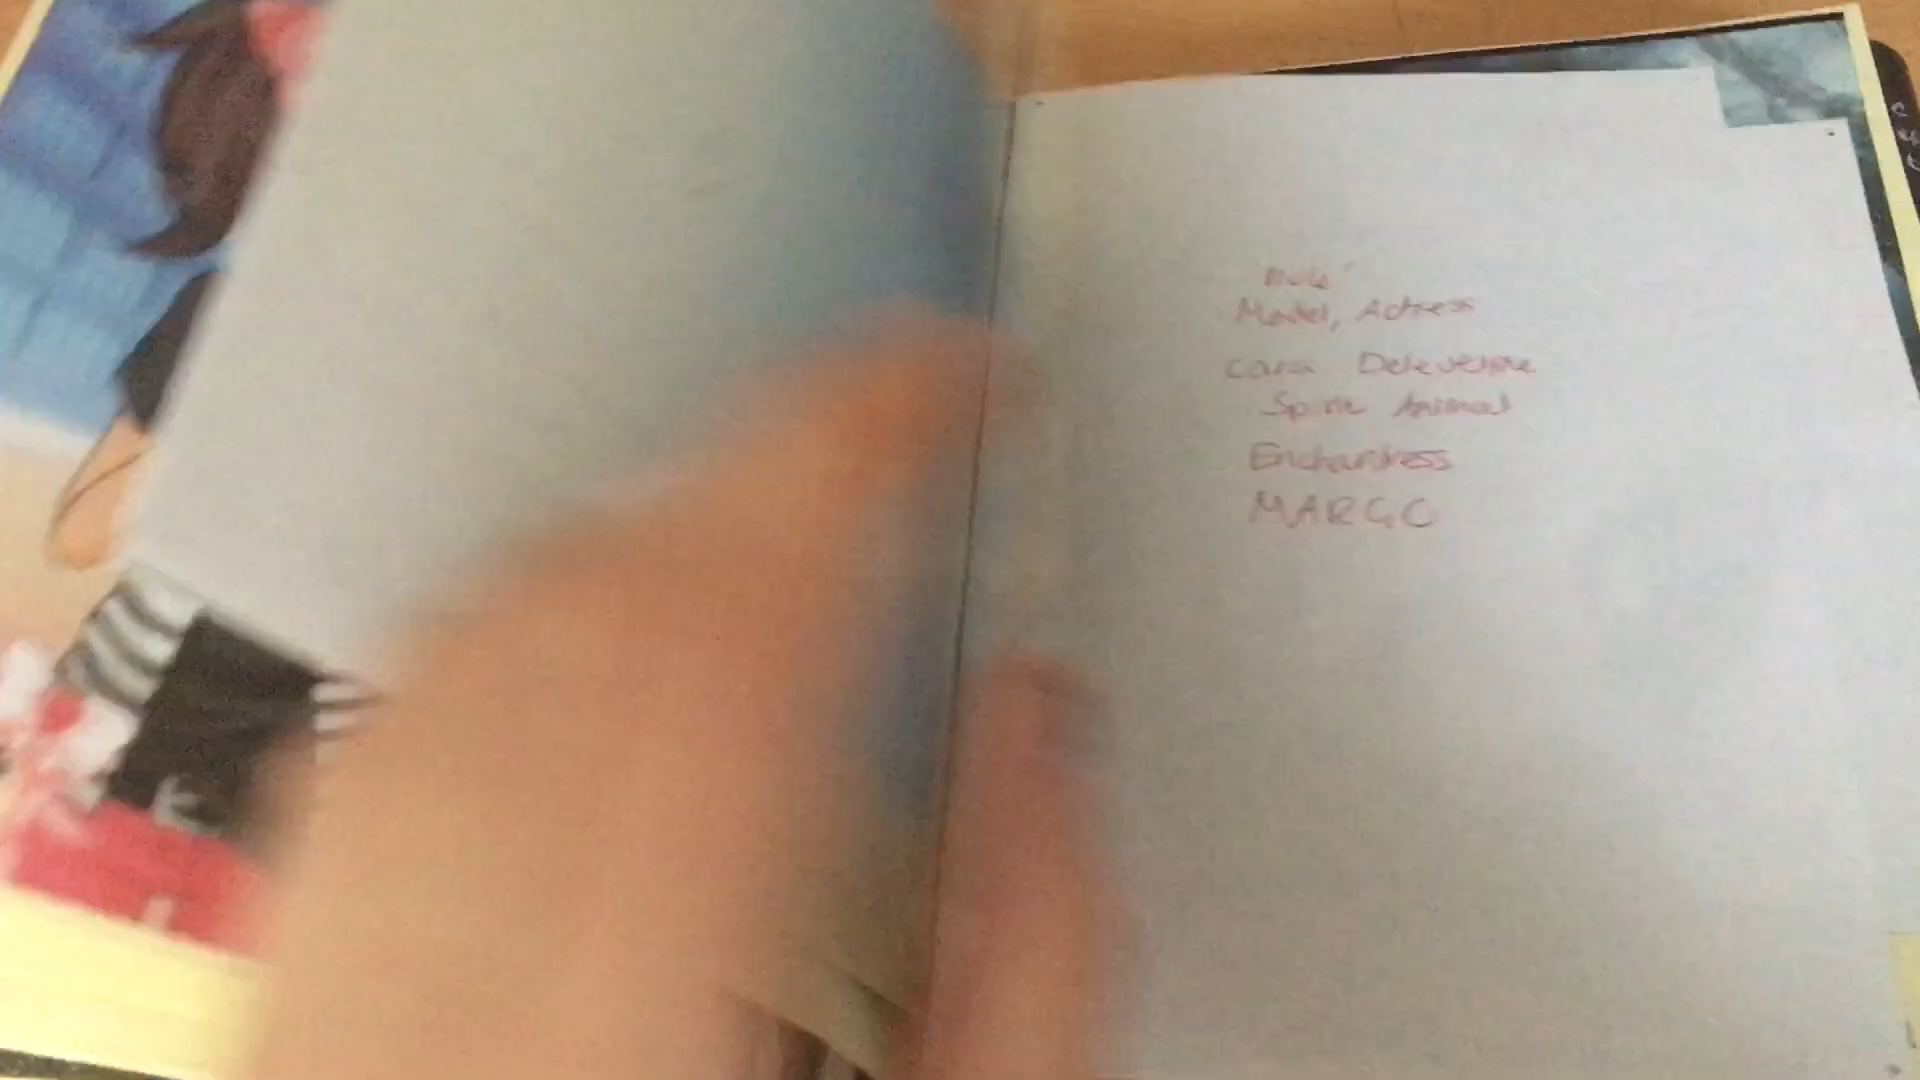 Model, Actress
Cara Delevingne
Spirit Animal
Enchantress
MARGO